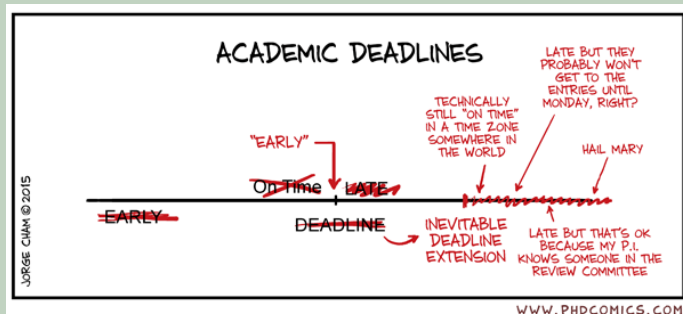 ACADEMIC DEADLINES
LATE BUT THEY
PROBABLY WON'T
GET TO THE
ENTRIES UNTIL
MONDAY, RIGHT?
TECHNICALLY
STILL "ON TIME"
IN A TIME ZONE
SOMEWHERE IN
THE WORLD
HAIL MARY
"EARLY"
On Time
LATE
EARLY
DEADLINE
INEVITABLE
DEADLINE
EXTENSION
LATE BUT THAT'S OK
BECAUSE MY P.I.
KNOWS SOMEONE IN THE
REVIEW COMMITTEE
JORGE CHAM © 2015
WWW.PHDCOMICS.COM